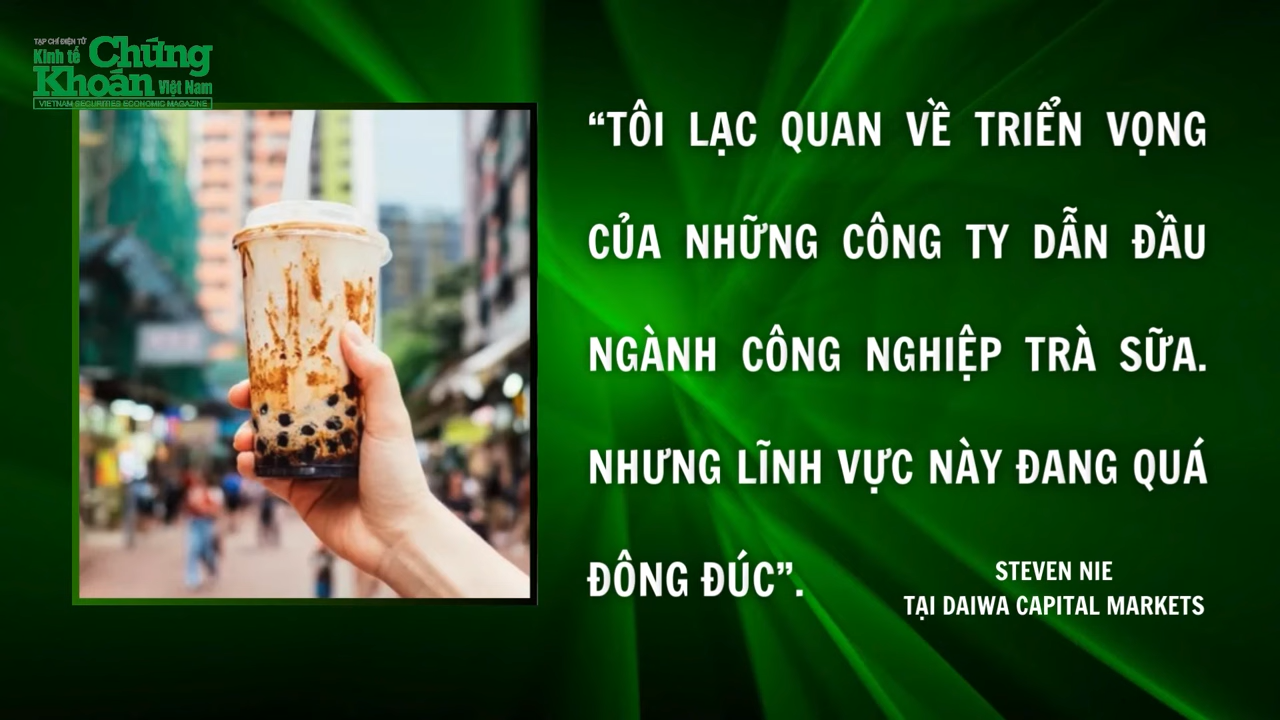 TẠP CHÍ ĐIỆN TỬ
Kinh tế Chứng
Khoán Việt Nam
VIETNAM SECURITIES ECONOMIC MAGAZINE
“TÔI LẠC QUAN VỀ TRIỂN VỌNG
CỦA NHỮNG CÔNG TY DẪN ĐẦU
NGÀNH CÔNG NGHIỆP TRÀ SỮA.
NHƯNG LĨNH VỰC NÀY ĐANG QUÁ
ĐÔNG ĐÚC”.
STEVEN NIE
TẠI DAIWA CAPITAL MARKETS